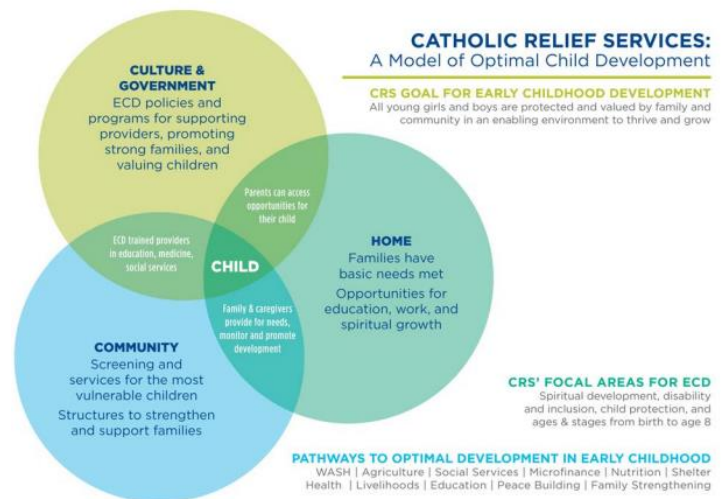 CATHOLIC RELIEF SERVICES:
A Model of Optimal Child Development
CRS GOAL FOR EARLY CHILDHOOD DEVELOPMENT
All young girls and boys are protected and valued by family and
community in an enabling environment to thrive and grow
CULTURE &
GOVERNMENT
ECD policies and
programs for supporting
providers, promoting
strong families, and
valuing children
Parents can access
opportunities for
their child
ECD trained providers
in education, medicine,
social services
CHILD
HOME
Families have
basic needs met
Opportunities for
education, work, and
spiritual growth
Family & caregivers
provide for needs,
monitor and promote
development
COMMUNITY
Screening and
services for the most
vulnerable children
Structures to strengthen
and support families
CRS' FOCAL AREAS FOR ECD
Spiritual development, disability
and inclusion, child protection, and
ages & stages from birth to age 8
PATHWAYS TO OPTIMAL DEVELOPMENT IN EARLY CHILDHOOD
WASH | Agriculture | Social Services | Microfinance | Nutrition | Shelter
Health | Livelihoods | Education | Peace Building | Family Strengthening